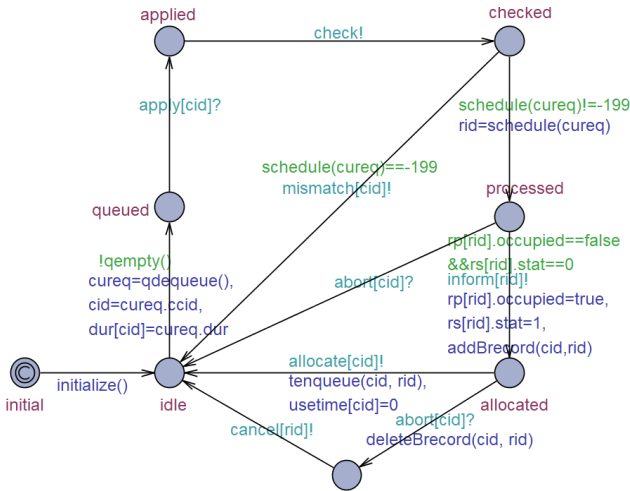 applied
checked
check!
apply[cid]?
schedule(cureq)!=-199
rid=schedule(cureq)
schedule(cureq)==-199
mismatch[cid]!
processed
queued
rp[rid].occupied==false
&&rs[rid].stat==0
inform[rid]!
rp[rid].occupied=true,
rs[rid].stat=1,
addBrecord(cid,rid)
!qempty()
cureq=qdequeue(),
cid=cureq.ccid,
dur[cid]=cureq.dur
abort[cid]?
allocate[cid]!
tenqueue(cid, rid),
usetime[cid]=0
initialize()
initial
idle
allocated
abort[cid]?
deleteBrecord(cid, rid)
cancel[rid]!